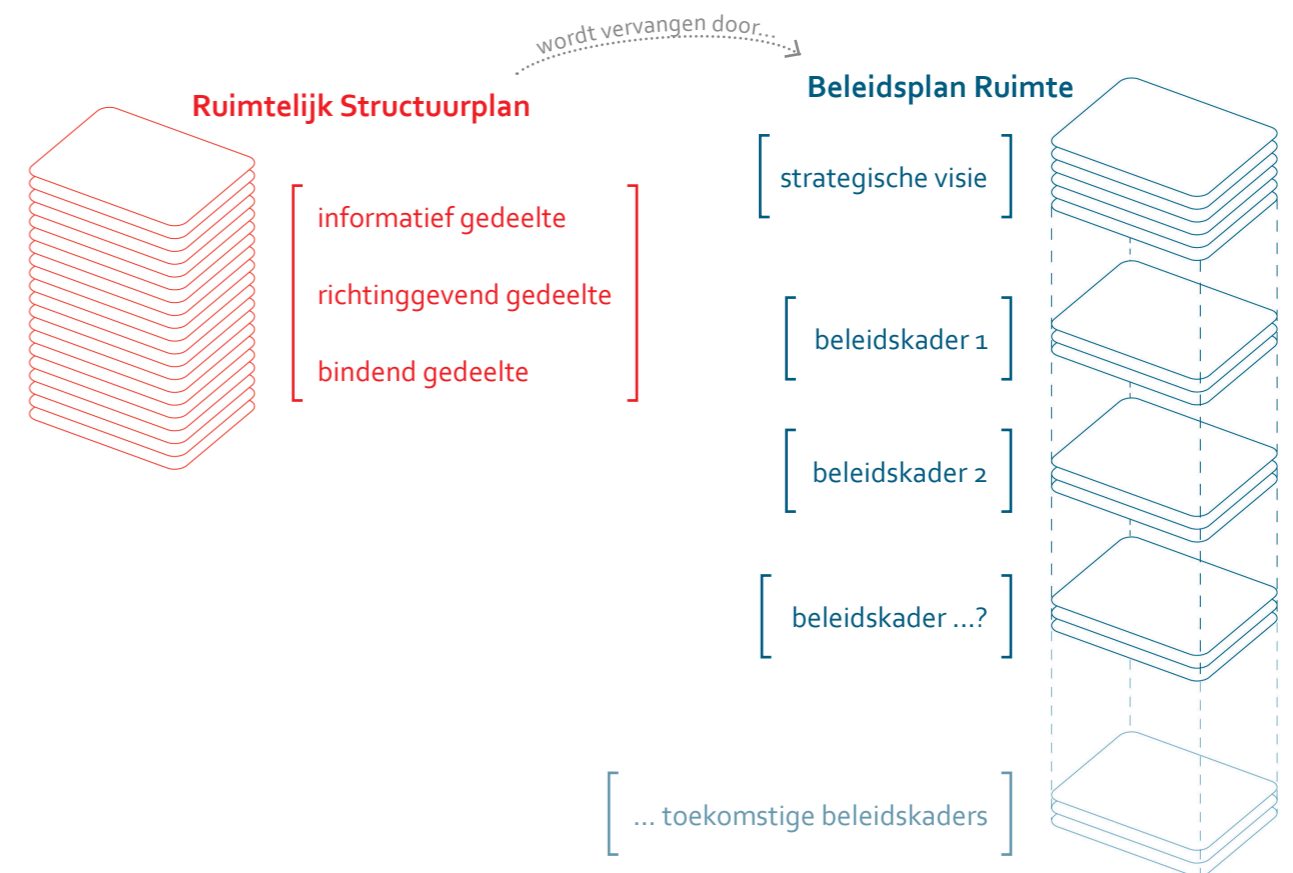 wordt vervangen door...
Ruimtelijk Structuurplan
informatief gedeelte
richtinggevend gedeelte
bindend gedeelte
Beleidsplan Ruimte
strategische visie
beleidskader 1
beleidskader 2
beleidskader ...?
... toekomstige beleidskaders